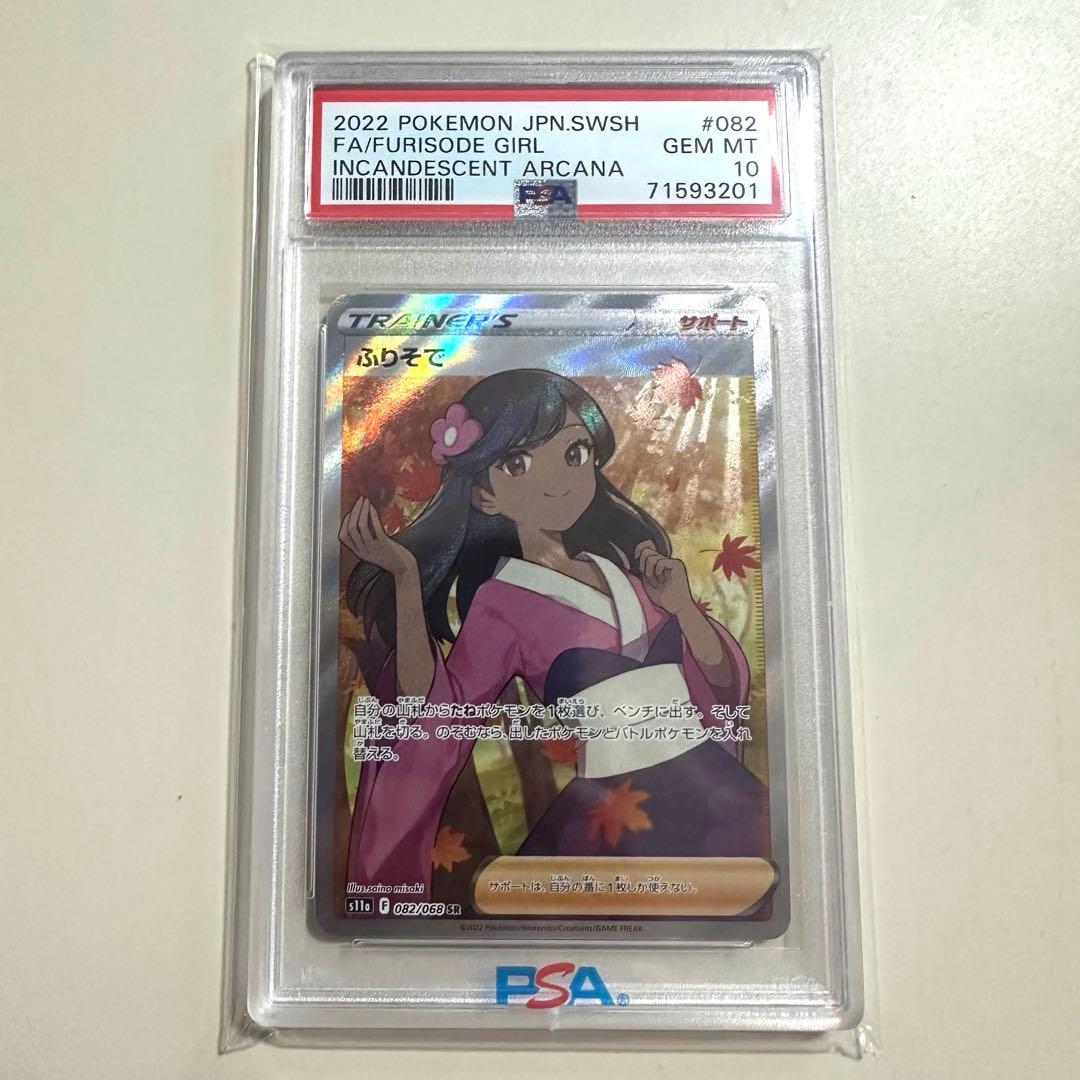 2022 POKEMON JPN.SWSH #082
FA/FURISODE GIRL GEM MT
INCANDESCENT ARCANA 10
PSA 71593201
TRAINER'S サポート
ふりそで
自分の山札からたねポケモンを1枚選び、ベンチに出す。そして
山札を切る。のぞむなら、出したポケモンとバトルポケモンを入れ
替える。
Illus.saino misaki
サポートは、自分の番に1枚しか使えない。
s11a F 082/068 SR
©2022 Pokémon/Nintendo/Creatures/GAME FREAK.
PSA®